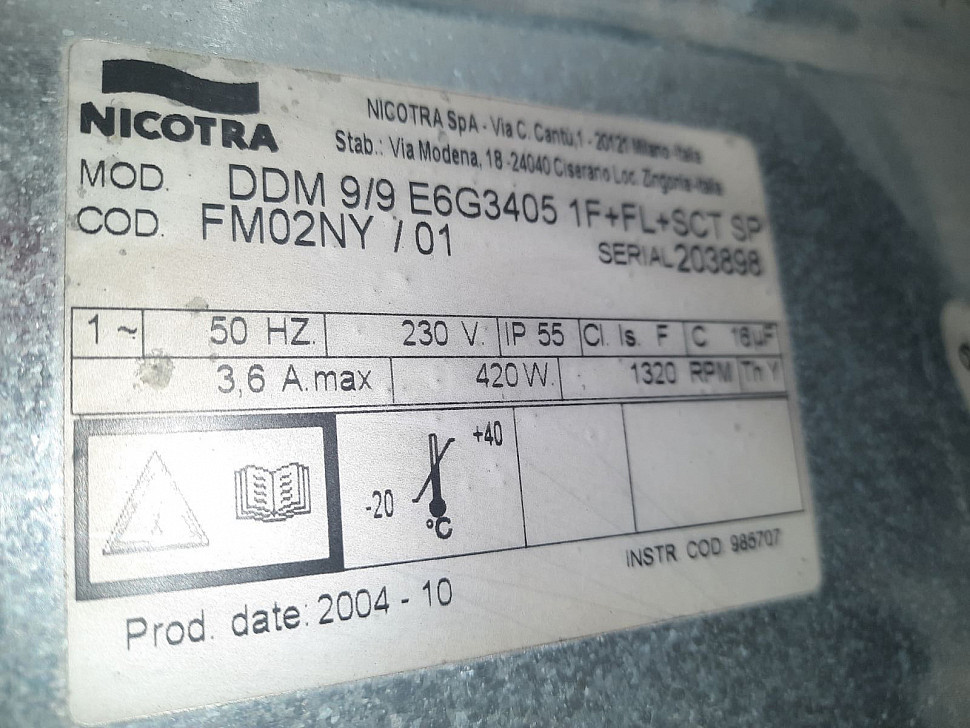 NICOTRA
NICOTRA SpA - Via C. Cantù,1 - 20121 Milano -Italia
Stab.: Via Modena, 18 -24040 Ciserano Loc. Zingonia-Italia
MOD. DDM 9/9 E6G3405 1F+FL+SCT SP
COD. FM02NY / 01
SERIAL 203898
1 ~ 50 HZ. 230 V. IP 55 Cl. Is. F C 16µF
3,6 A.max 420W. 1320 RPM Th Y
+40
-20
°C
INSTR COD 985707
Prod. date: 2004 - 10